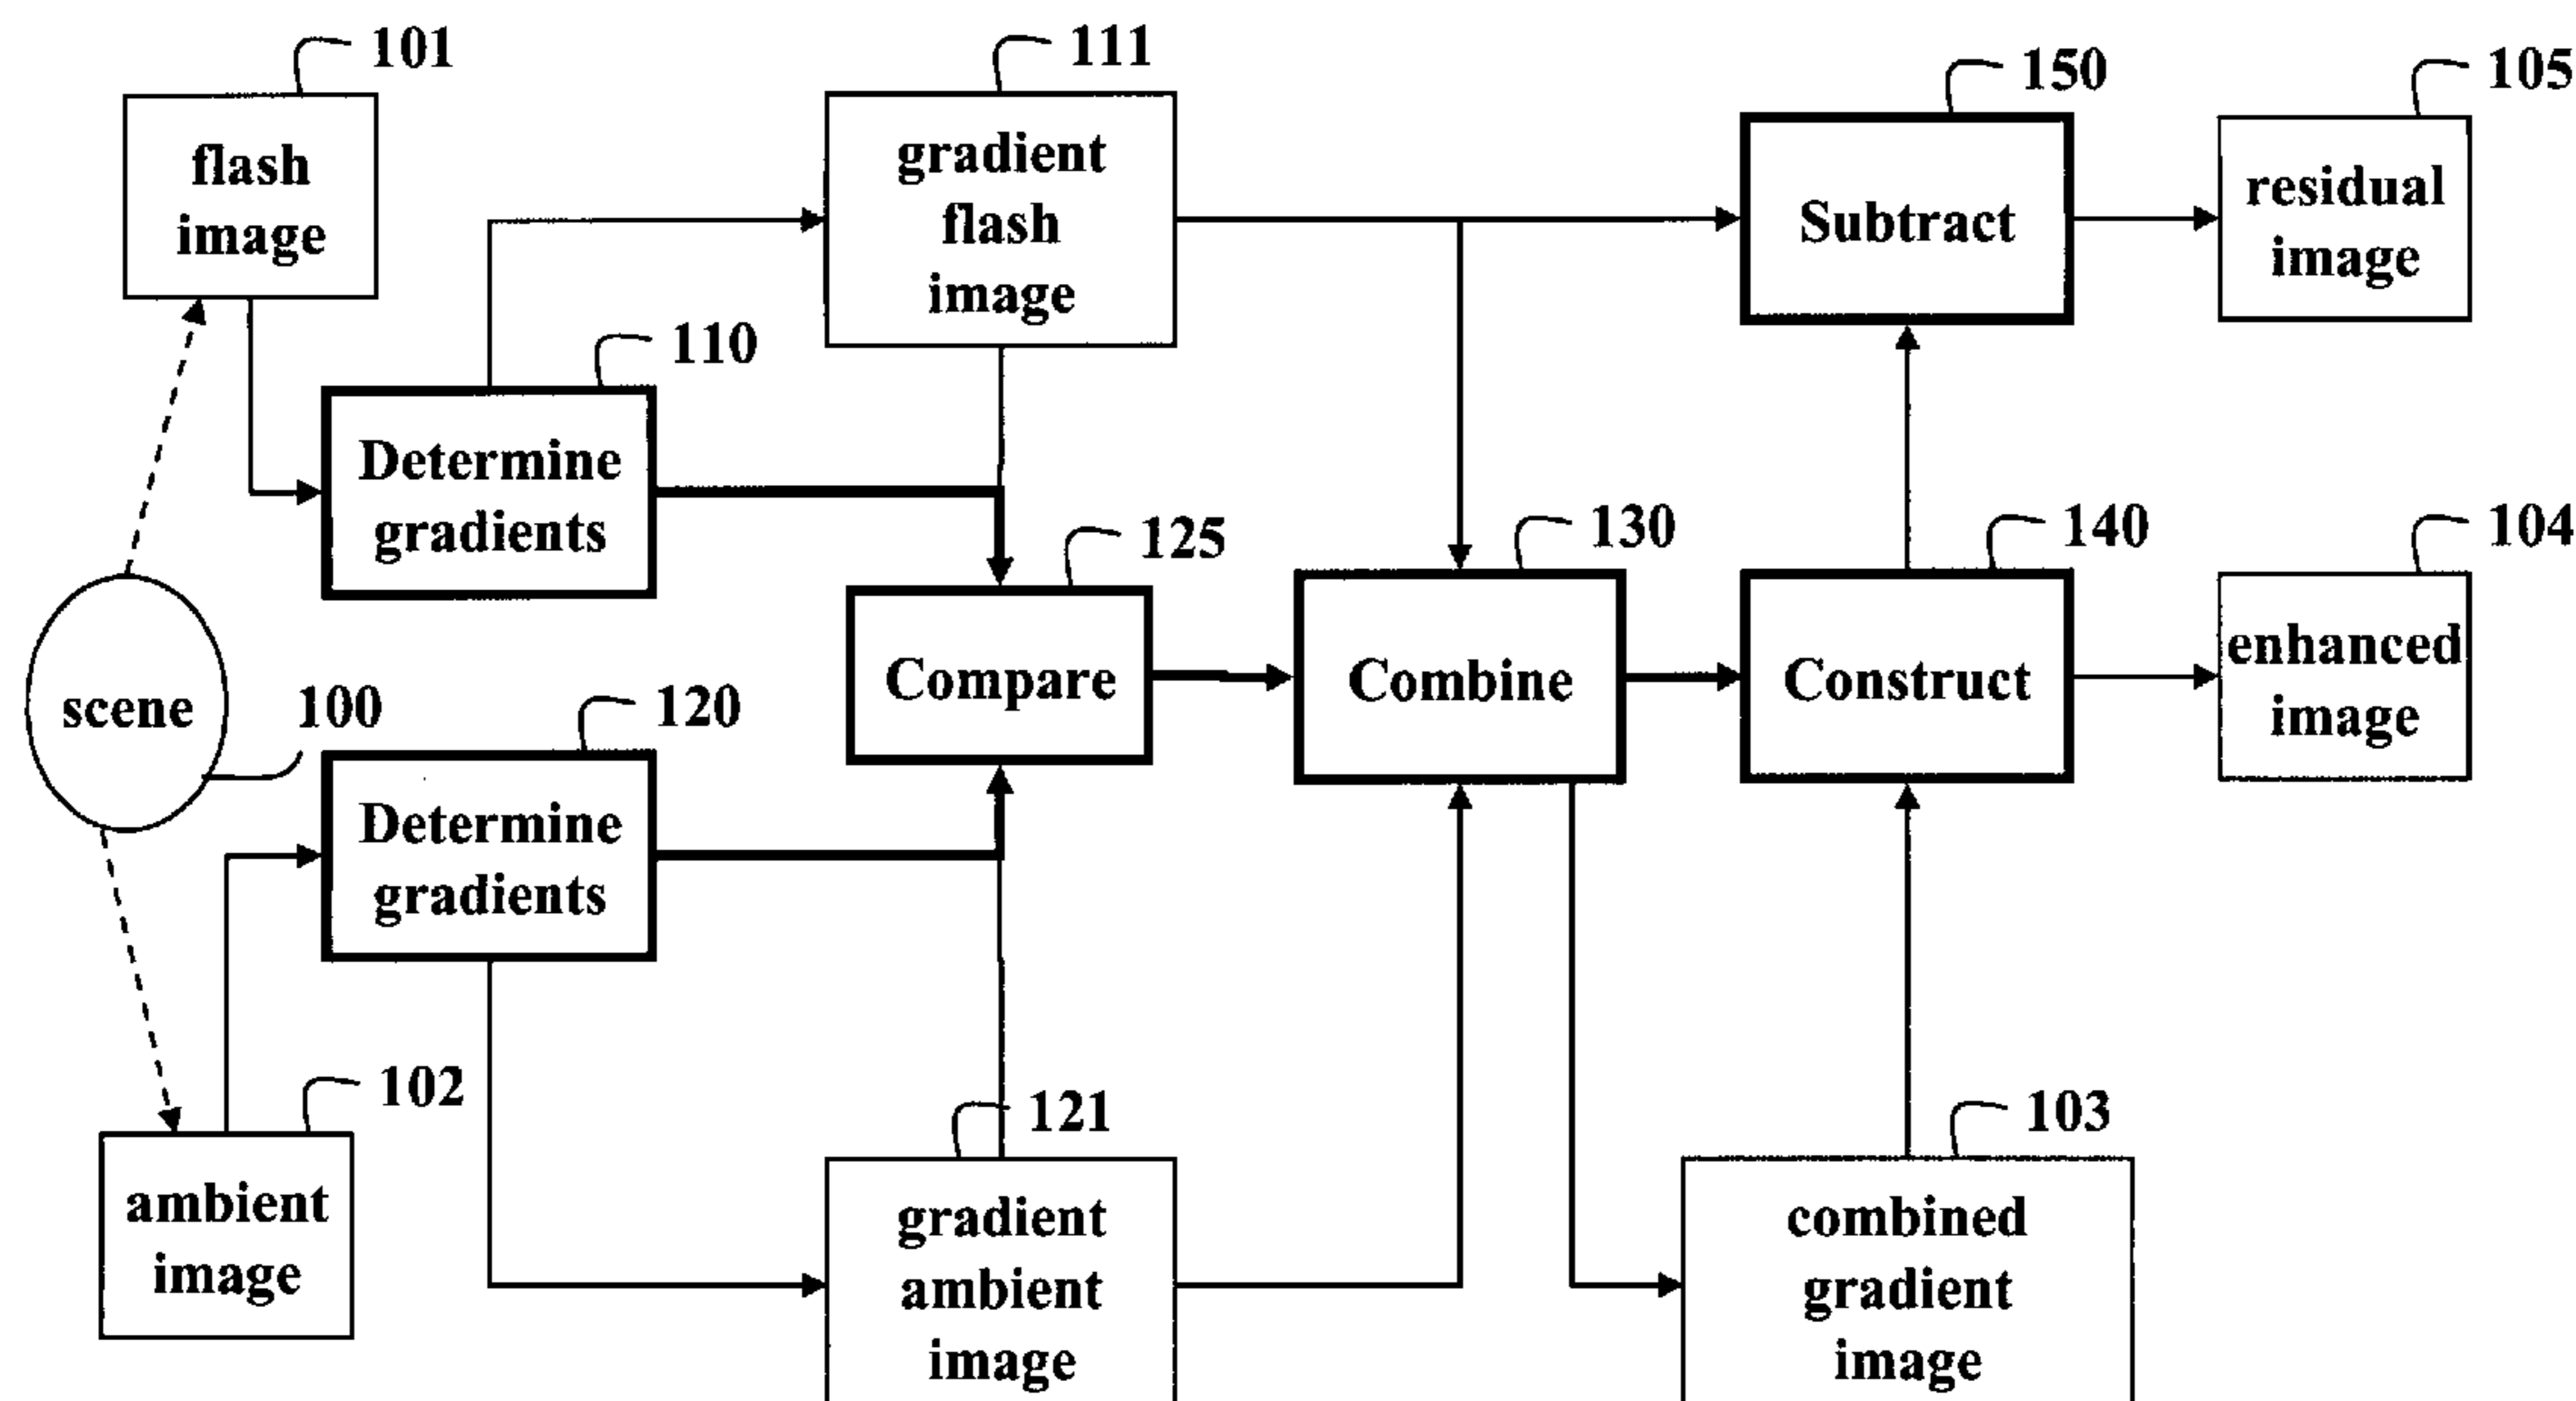 101
flash
image
111
gradient
flash
image
150
Subtract
105
residual
image
110
Determine
gradients
125
Compare
130
Combine
140
Construct
104
enhanced
image
scene
100
120
Determine
gradients
102
ambient
image
121
gradient
ambient
image
103
combined
gradient
image